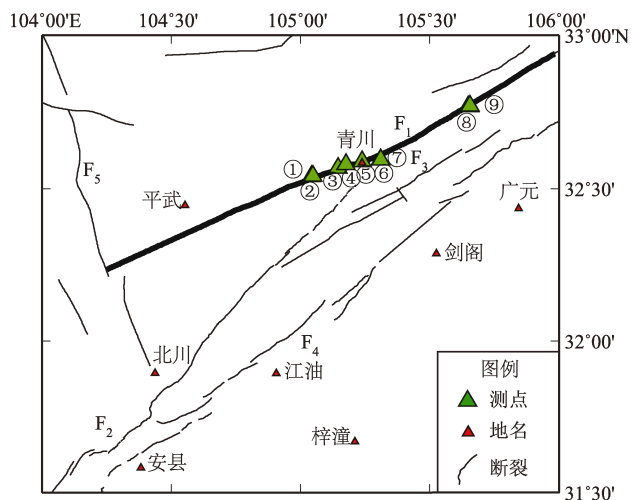 104°00'E 104°30' 105°00' 105°30' 106°00'
33°00'N
⑨
⑧
F₁
青川
① ⑦ F₃
③ ④ ⑤ ⑥
②
F₅
平武
广元
32°30'
剑阁
F₄
32°00'
北川
江油
图例
测点
地名
断裂
F₂
梓潼
安县
31°30'